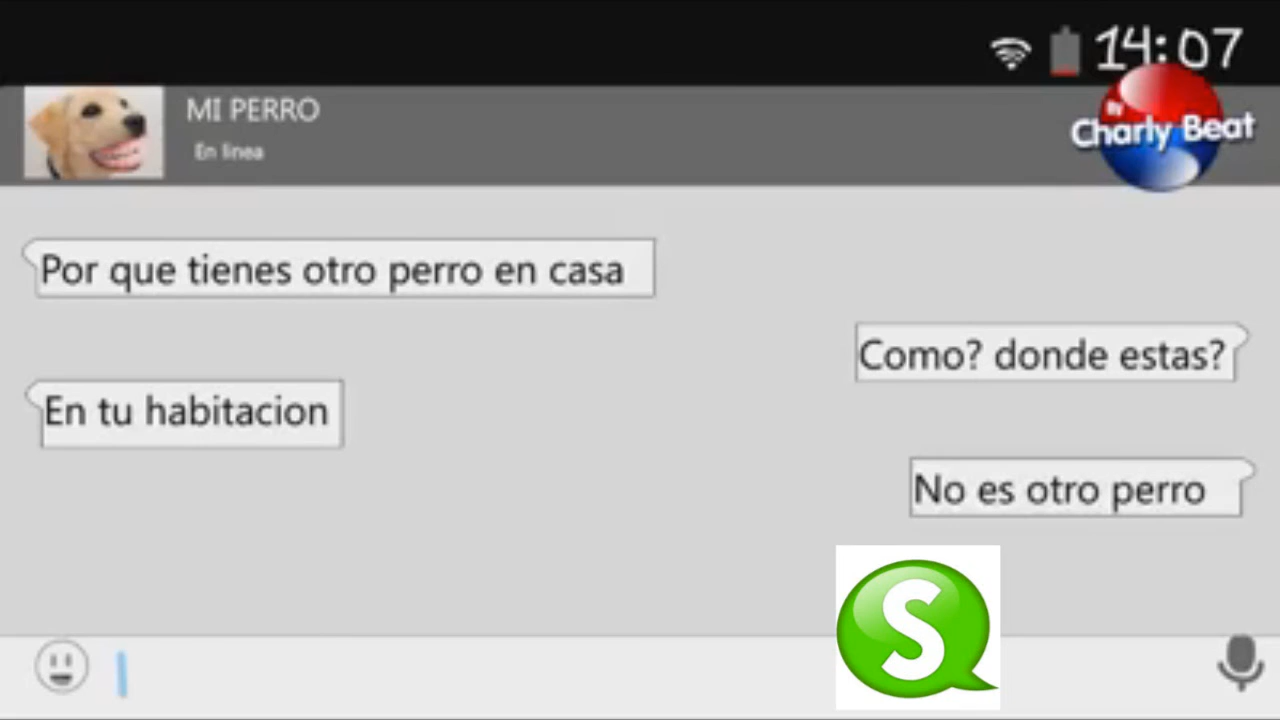 14:07
MI PERRO
En linea
By
Charly Beat
Por que tienes otro perro en casa
Como? donde estas?
En tu habitacion
No es otro perro
S